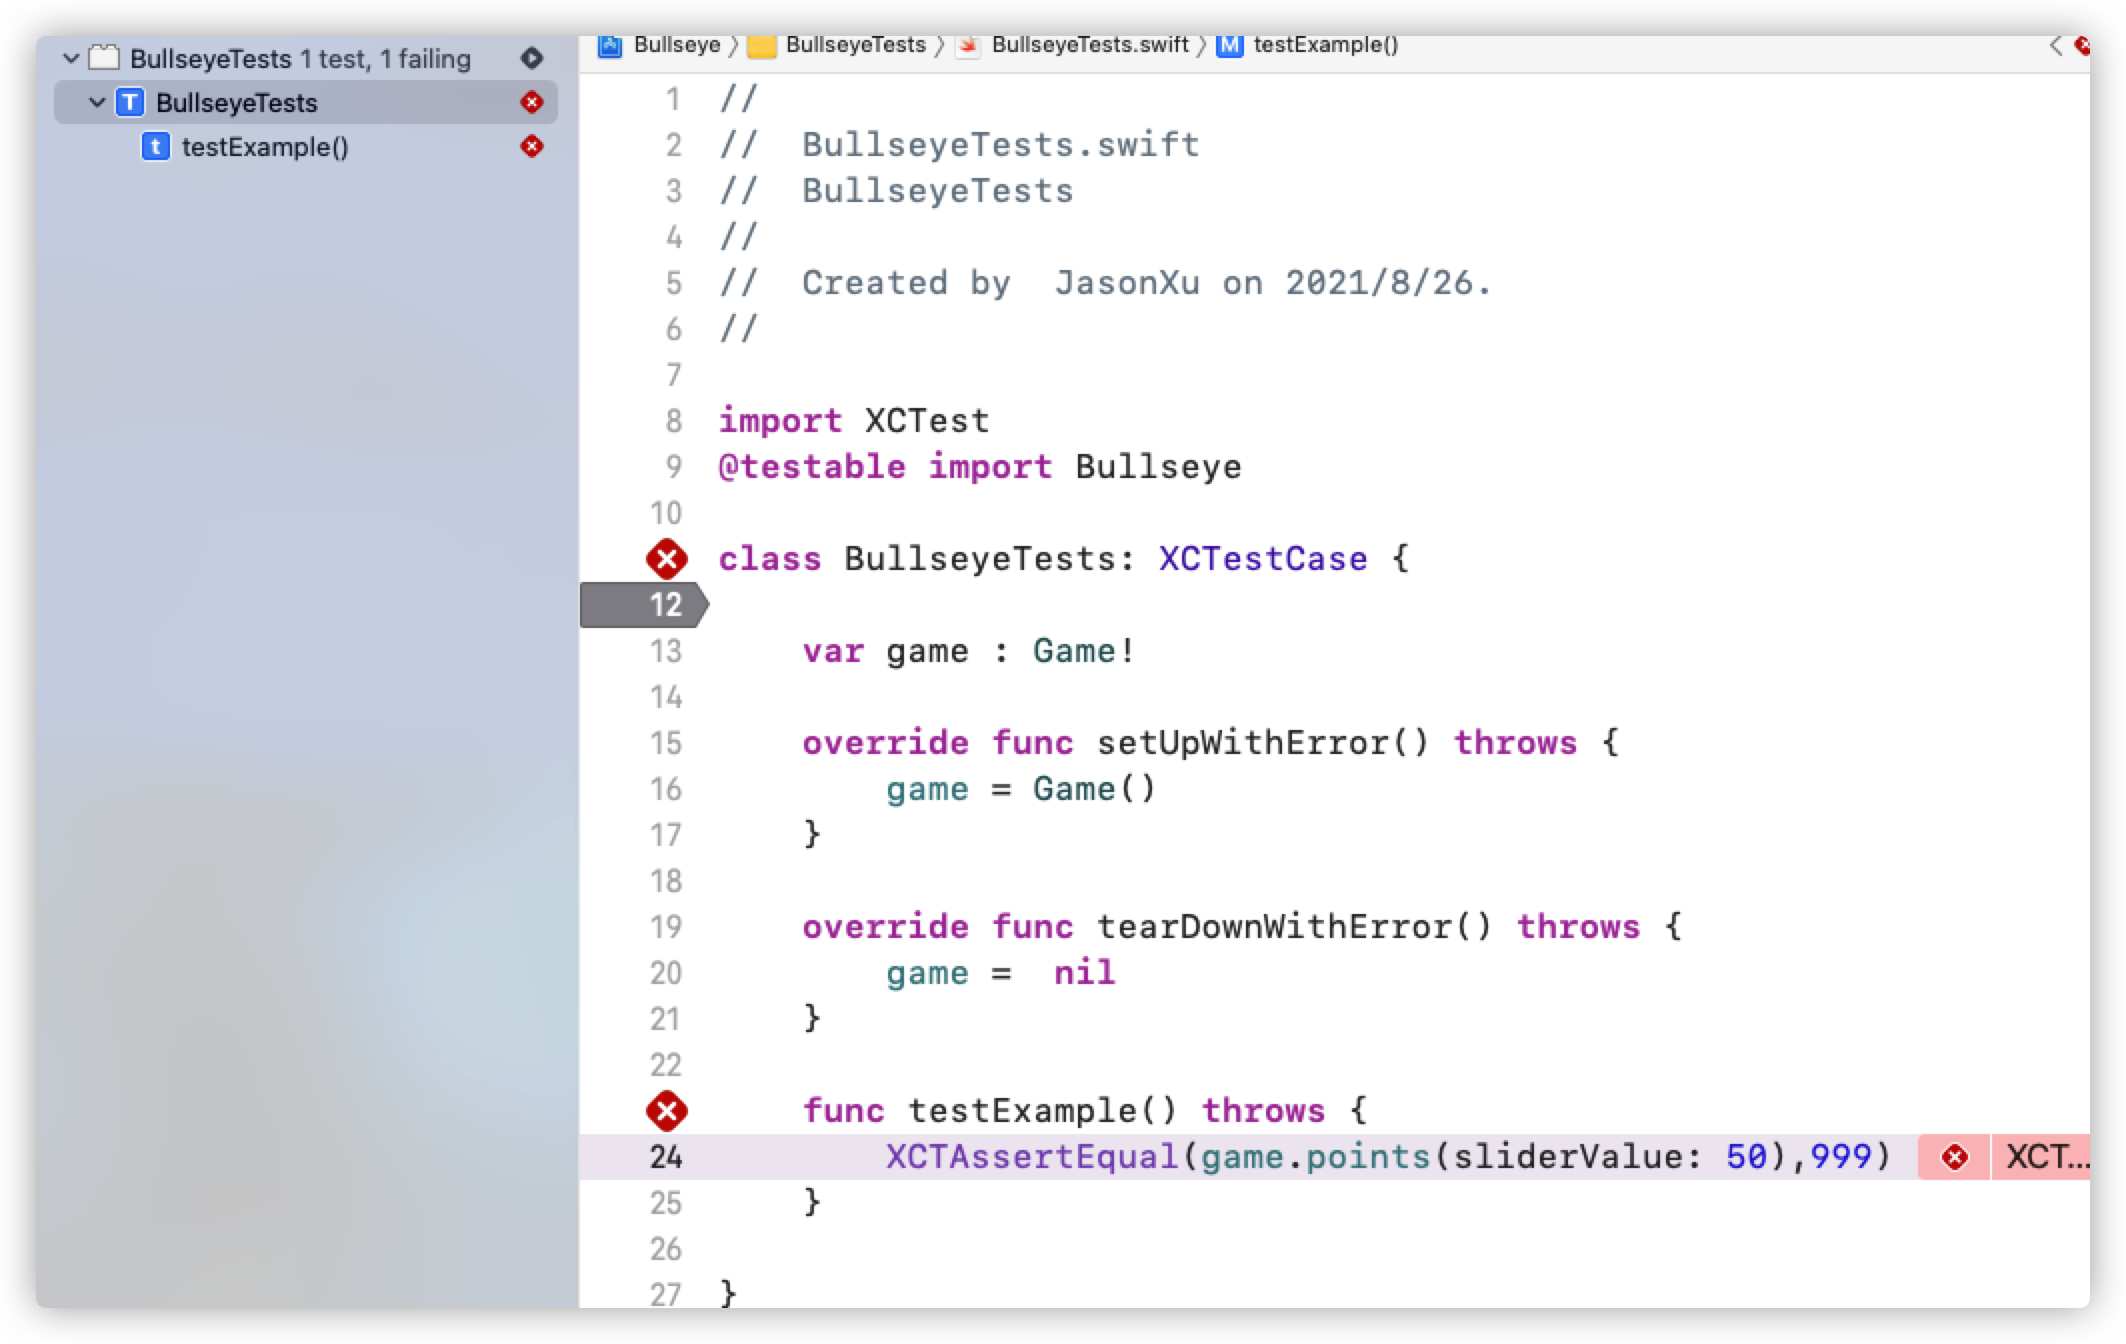 BullseyeTests 1 test, 1 failing
T BullseyeTests
t testExample()
Bullseye 〉 BullseyeTests 〉 BullseyeTests.swift 〉 M testExample()
1 //
2 //  BullseyeTests.swift
3 //  BullseyeTests
4 //
5 //  Created by  JasonXu on 2021/8/26.
6 //
7
8 import XCTest
9 @testable import Bullseye
10
class BullseyeTests: XCTestCase {
12
13     var game : Game!
14
15     override func setUpWithError() throws {
16         game = Game()
17     }
18
19     override func tearDownWithError() throws {
20         game =  nil
21     }
22
    func testExample() throws {
24         XCTAssertEqual(game.points(sliderValue: 50),999) XCT...
25     }
26
27 }